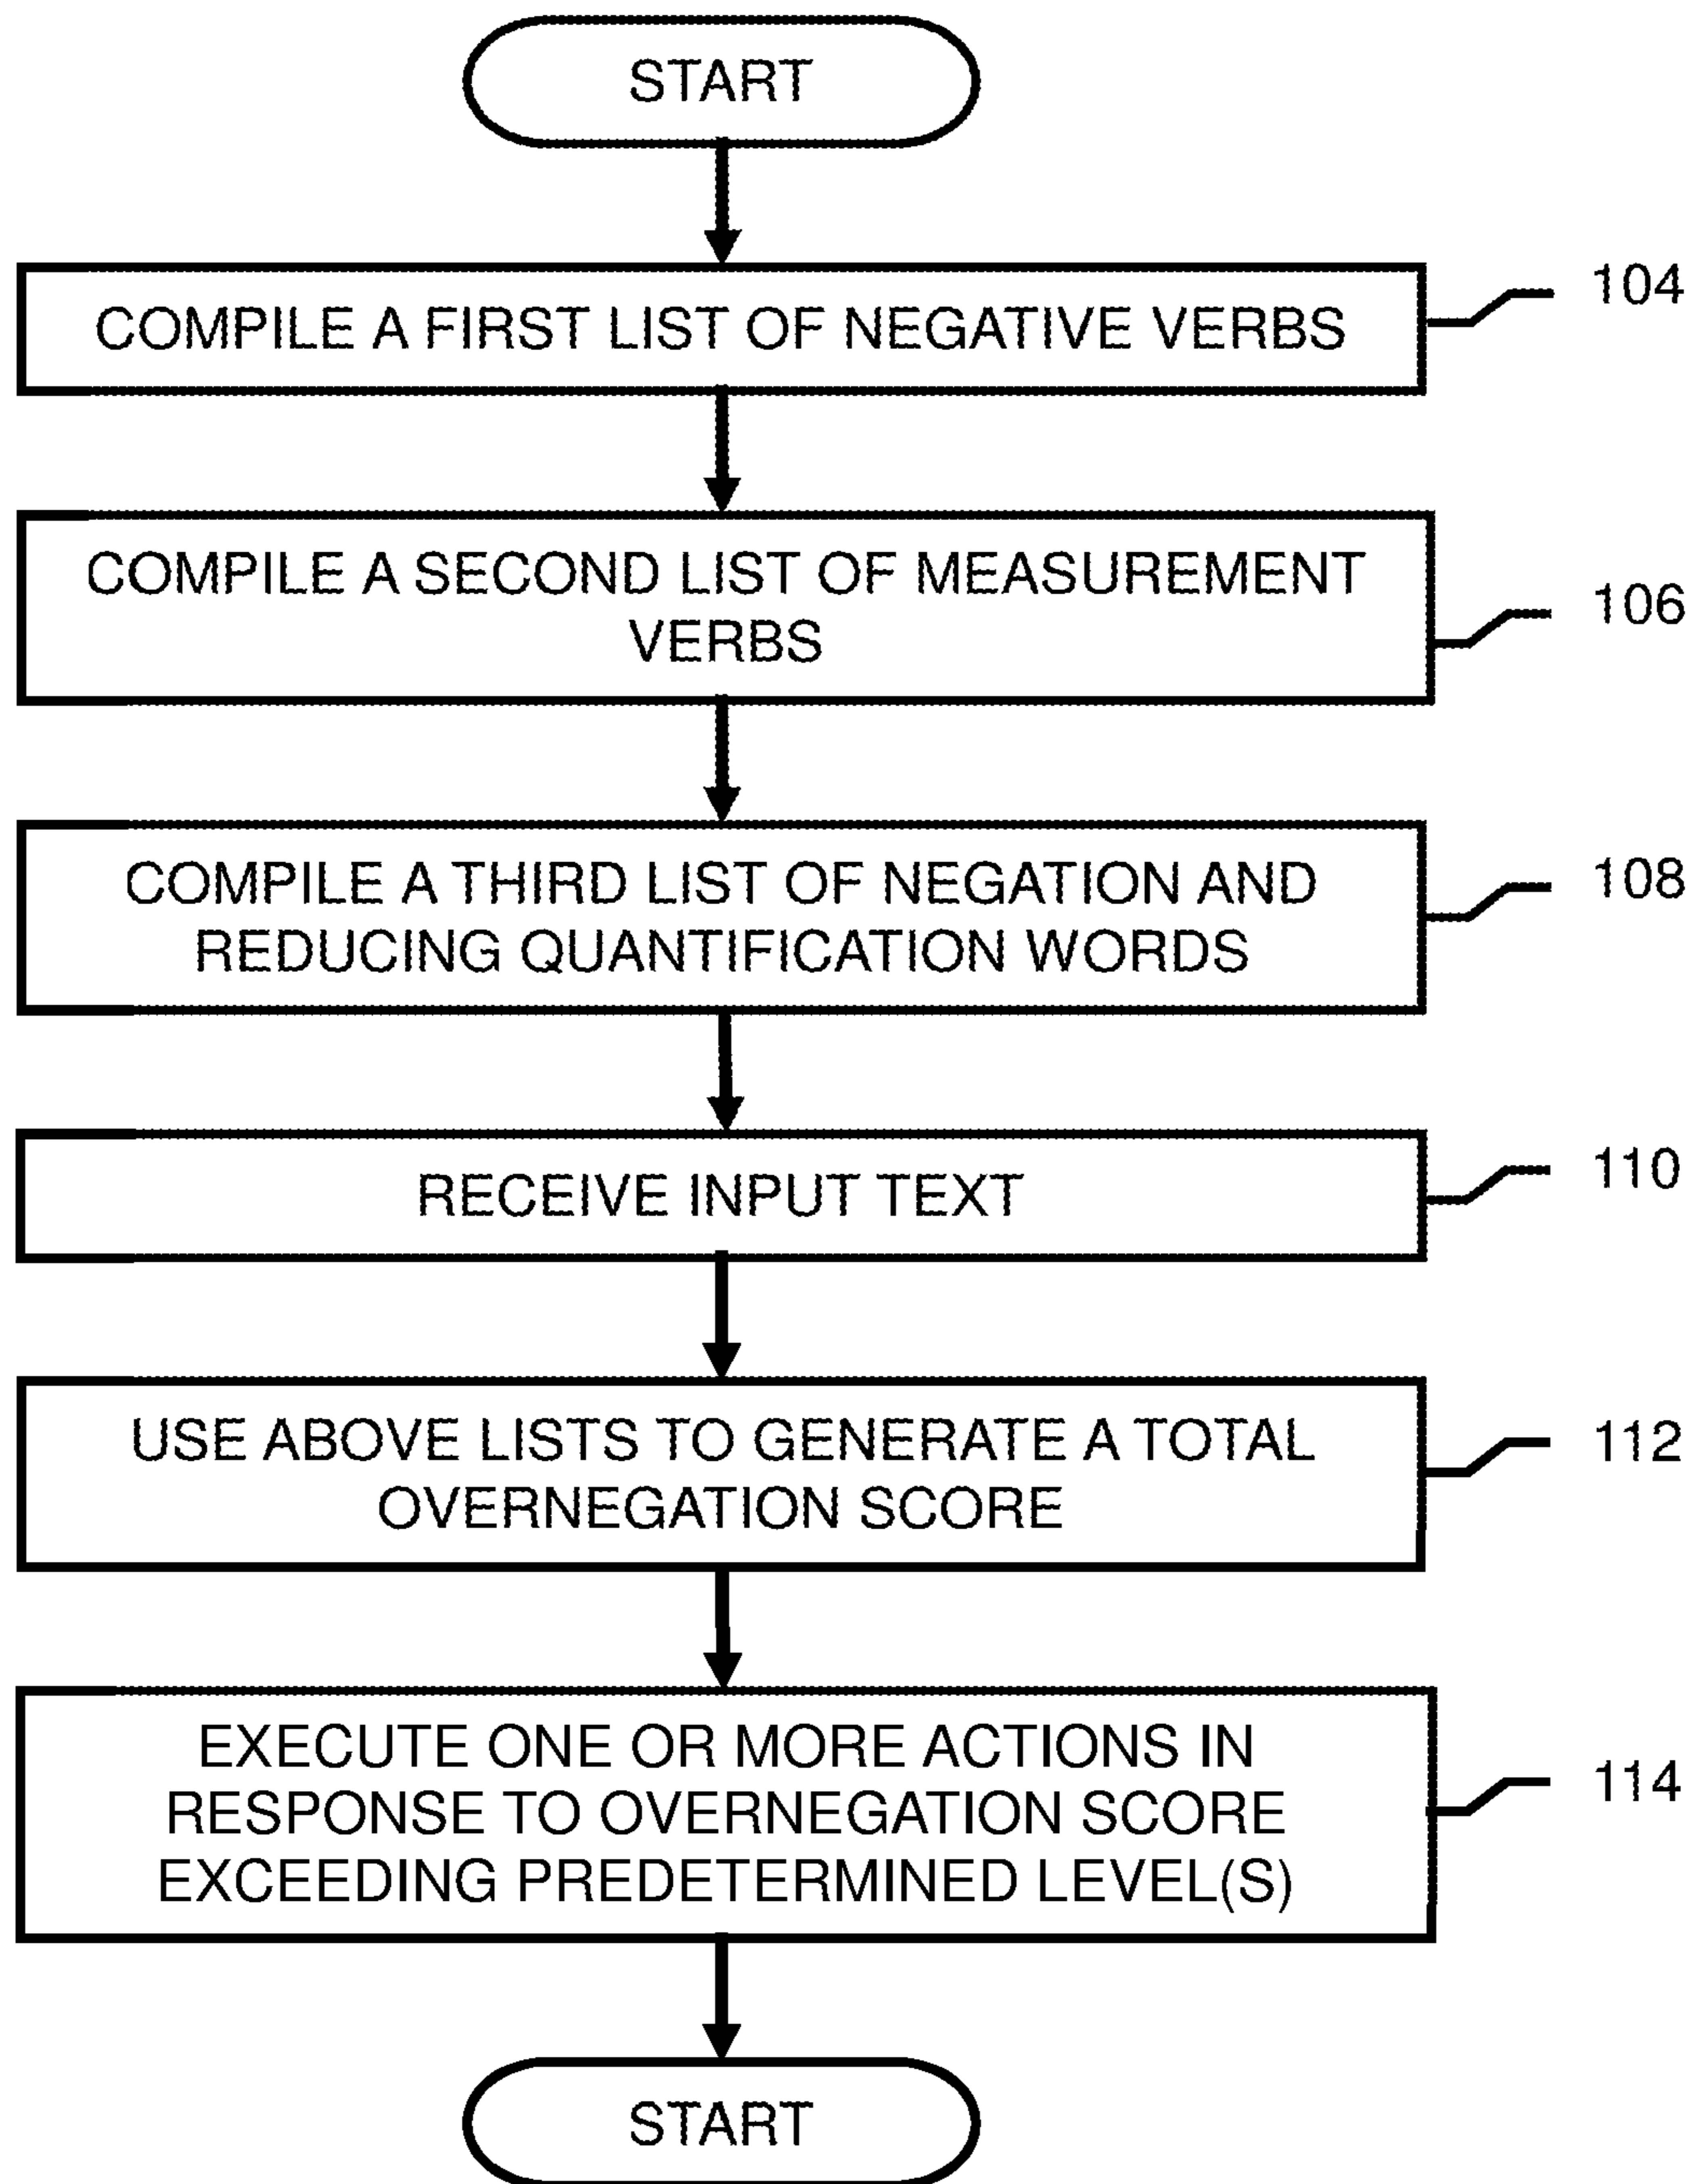 START
COMPILE A FIRST LIST OF NEGATIVE VERBS
104
COMPILE A SECOND LIST OF MEASUREMENT
VERBS
106
COMPILE A THIRD LIST OF NEGATION AND
REDUCING QUANTIFICATION WORDS
108
RECEIVE INPUT TEXT
110
USE ABOVE LISTS TO GENERATE A TOTAL
OVERNEGATION SCORE
112
EXECUTE ONE OR MORE ACTIONS IN
RESPONSE TO OVERNEGATION SCORE
EXCEEDING PREDETERMINED LEVEL(S)
114
START